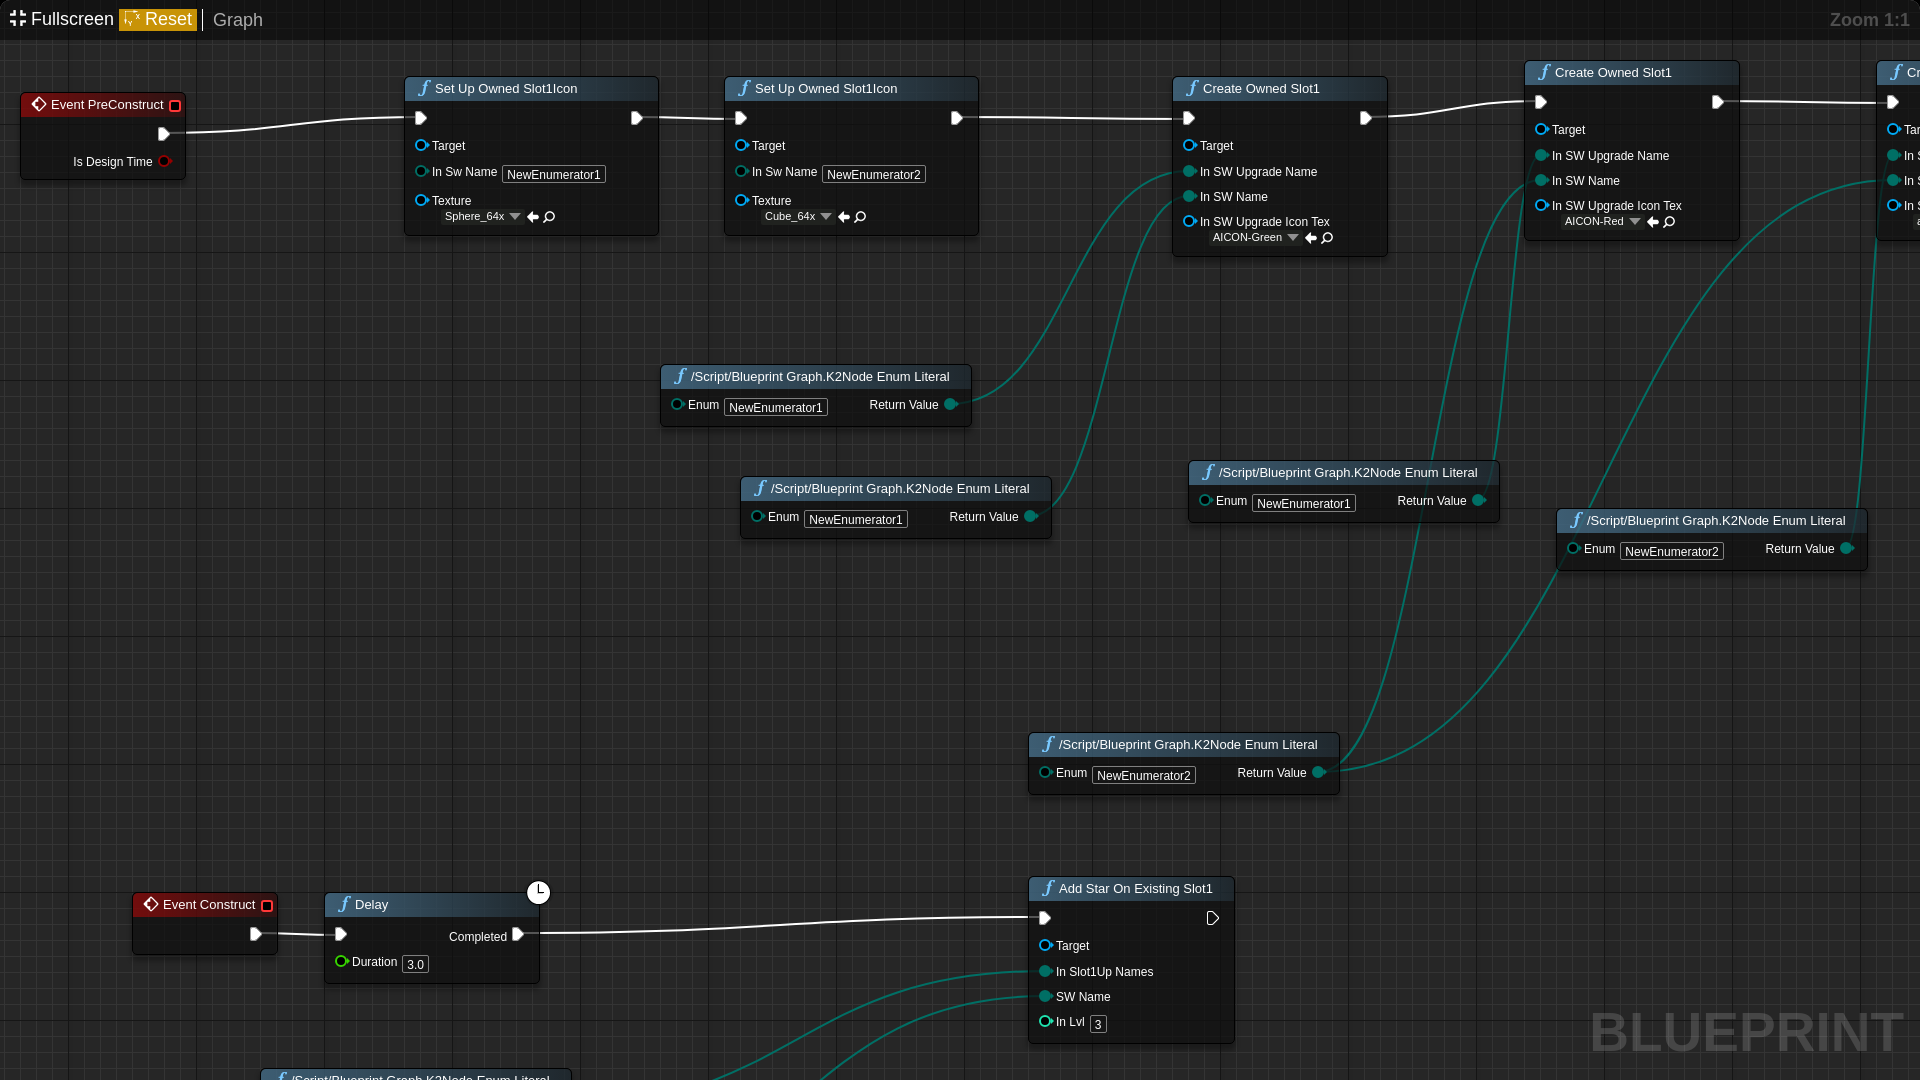 Fullscreen Reset Graph Zoom 1:1
Event PreConstruct
Is Design Time
Set Up Owned Slot1Icon
Target
In Sw Name NewEnumerator1
Texture
Sphere_64x
Set Up Owned Slot1Icon
Target
In Sw Name NewEnumerator2
Texture
Cube_64x
Create Owned Slot1
Target
In SW Upgrade Name
In SW Name
In SW Upgrade Icon Tex
AICON-Green
Create Owned Slot1
Target
In SW Upgrade Name
In SW Name
In SW Upgrade Icon Tex
AICON-Red
/Script/Blueprint Graph.K2Node Enum Literal
Enum NewEnumerator1 Return Value
/Script/Blueprint Graph.K2Node Enum Literal
Enum NewEnumerator1 Return Value
/Script/Blueprint Graph.K2Node Enum Literal
Enum NewEnumerator1 Return Value
/Script/Blueprint Graph.K2Node Enum Literal
Enum NewEnumerator2 Return Value
/Script/Blueprint Graph.K2Node Enum Literal
Enum NewEnumerator2 Return Value
Event Construct
Delay
Completed
Duration 3.0
Add Star On Existing Slot1
Target
In Slot1Up Names
SW Name
In Lvl 3
/Script/Blueprint Graph.K2Node Enum Literal
BLUEPRINT